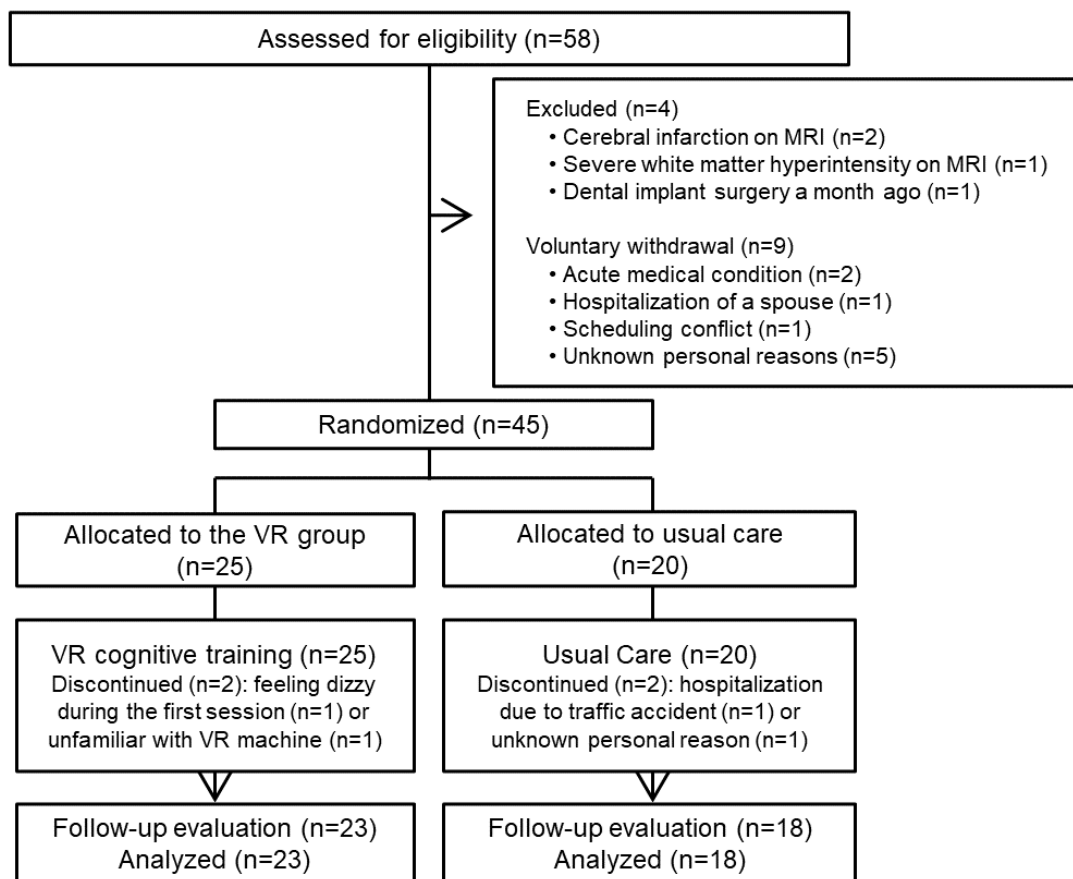 Assessed for eligibility (n=58)
Excluded (n=4)
• Cerebral infarction on MRI (n=2)
• Severe white matter hyperintensity on MRI (n=1)
• Dental implant surgery a month ago (n=1)
Voluntary withdrawal (n=9)
• Acute medical condition (n=2)
• Hospitalization of a spouse (n=1)
• Scheduling conflict (n=1)
• Unknown personal reasons (n=5)
Randomized (n=45)
Allocated to the VR group
(n=25)
Allocated to usual care
(n=20)
VR cognitive training (n=25)
Discontinued (n=2): feeling dizzy
during the first session (n=1) or
unfamiliar with VR machine (n=1)
Usual Care (n=20)
Discontinued (n=2): hospitalization
due to traffic accident (n=1) or
unknown personal reason (n=1)
Follow-up evaluation (n=23)
Analyzed (n=23)
Follow-up evaluation (n=18)
Analyzed (n=18)